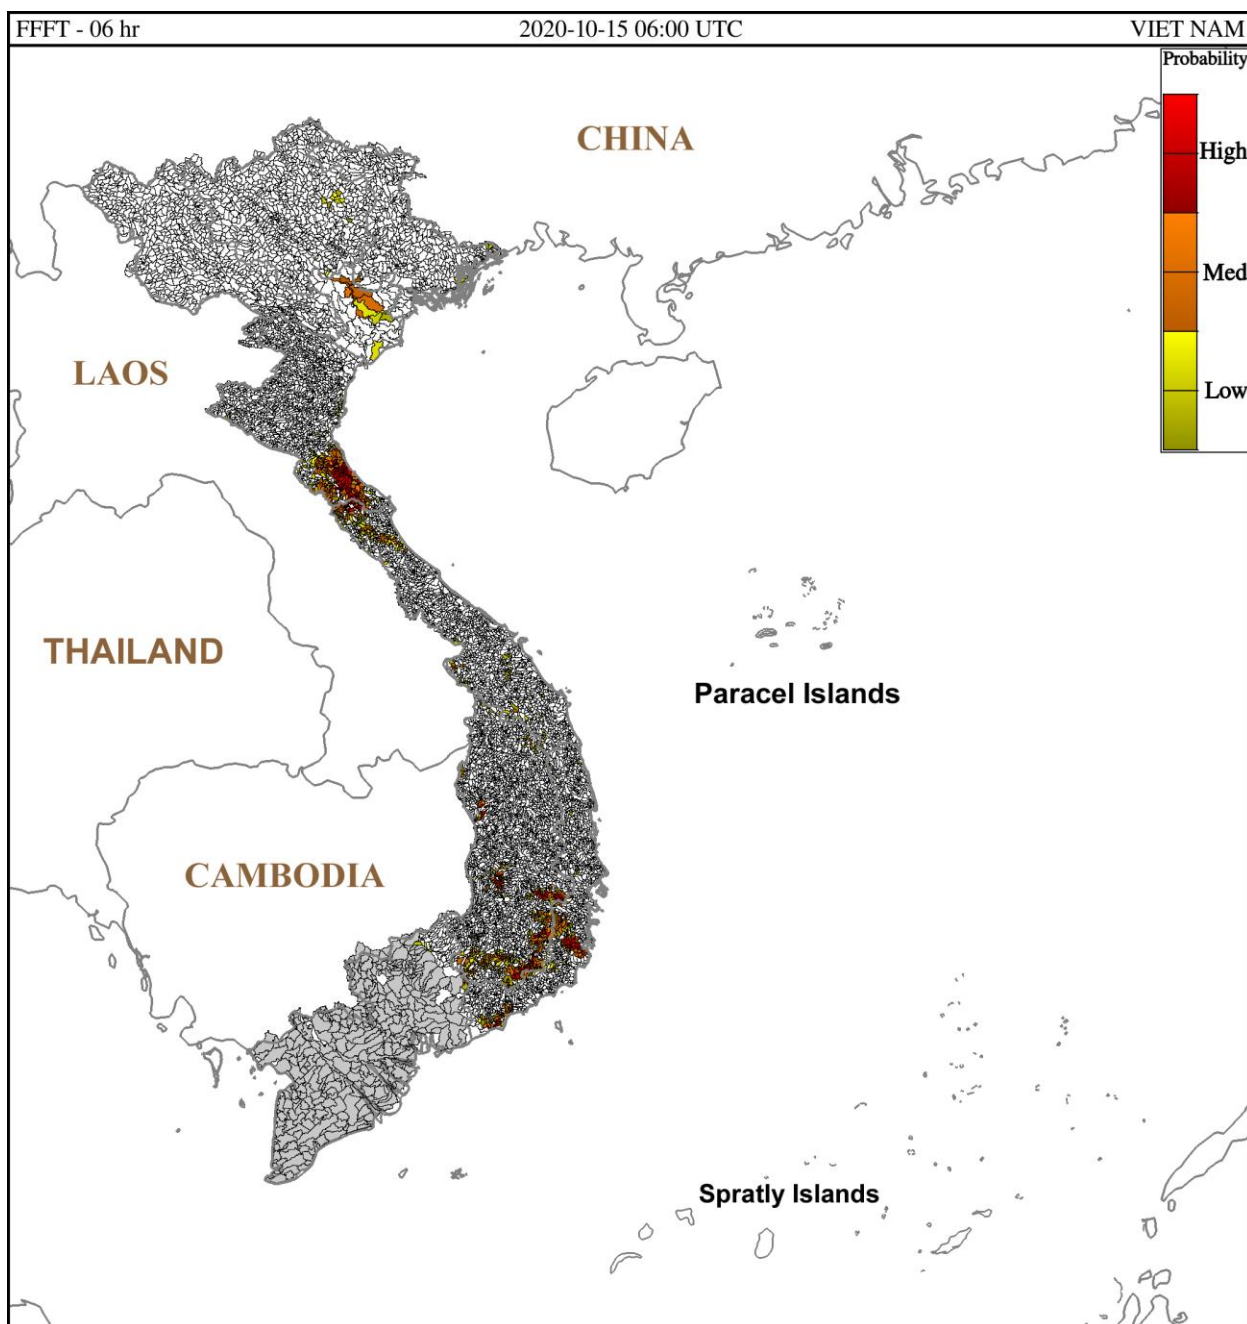 FFFT - 06 hr 2020-10-15 06:00 UTC VIET NAM
Probability
CHINA
High
Med
LAOS
Low
THAILAND
Paracel Islands
CAMBODIA
Spratly Islands